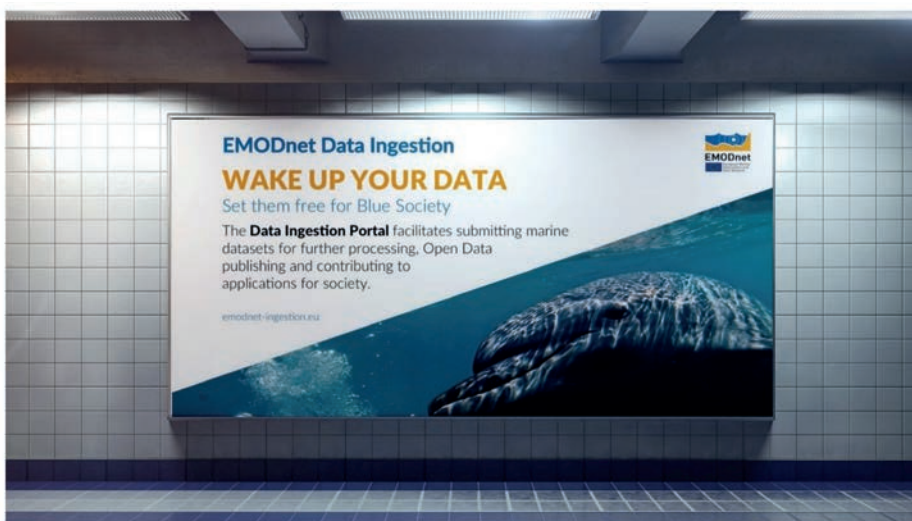 EMODnet Data Ingestion
WAKE UP YOUR DATA
Set them free for Blue Society
The Data Ingestion Portal facilitates submitting marine
datasets for further processing, Open Data
publishing and contributing to
applications for society.
emodnet-ingestion.eu
EMODnet